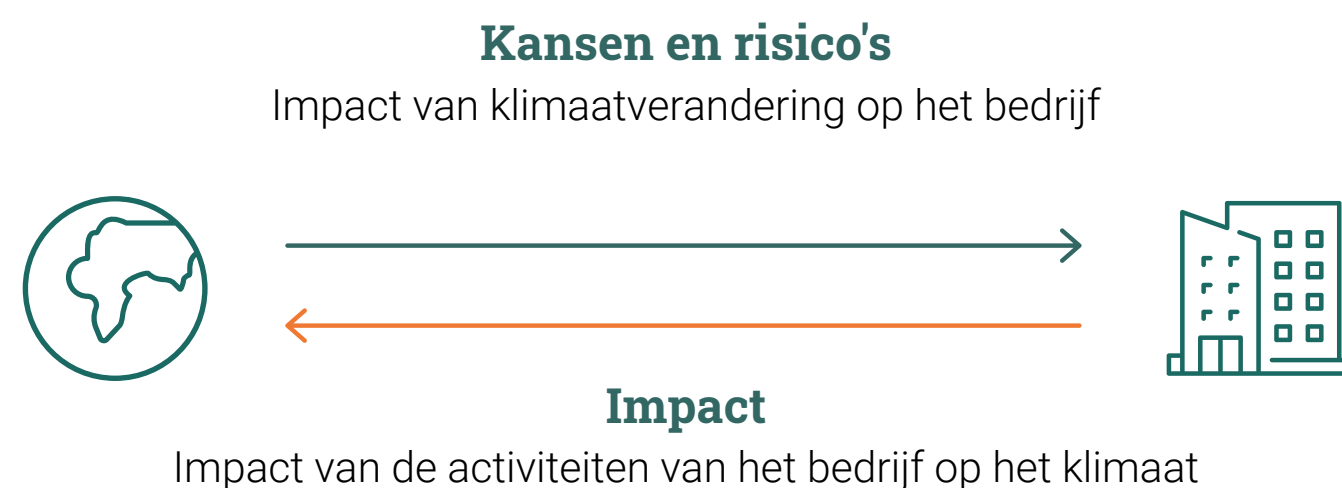 Kansen en risico's
Impact van klimaatverandering op het bedrijf
Impact
Impact van de activiteiten van het bedrijf op het klimaat